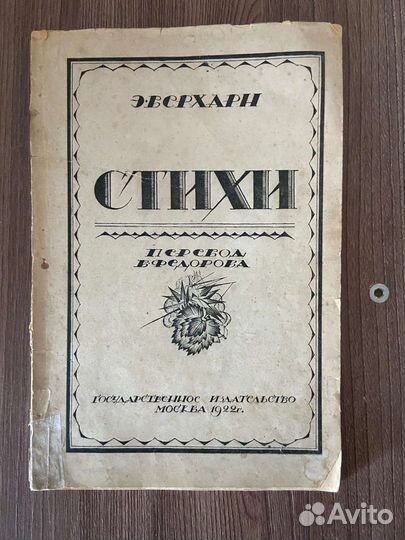 Э. ВЕРХАРН
СТИХИ
ПЕРЕВОД
В. ФЕДОРОВА
ГОСУДАРСТВЕННОЕ ИЗДАТЕЛЬСТВО
МОСКВА 1922 г.
Avito